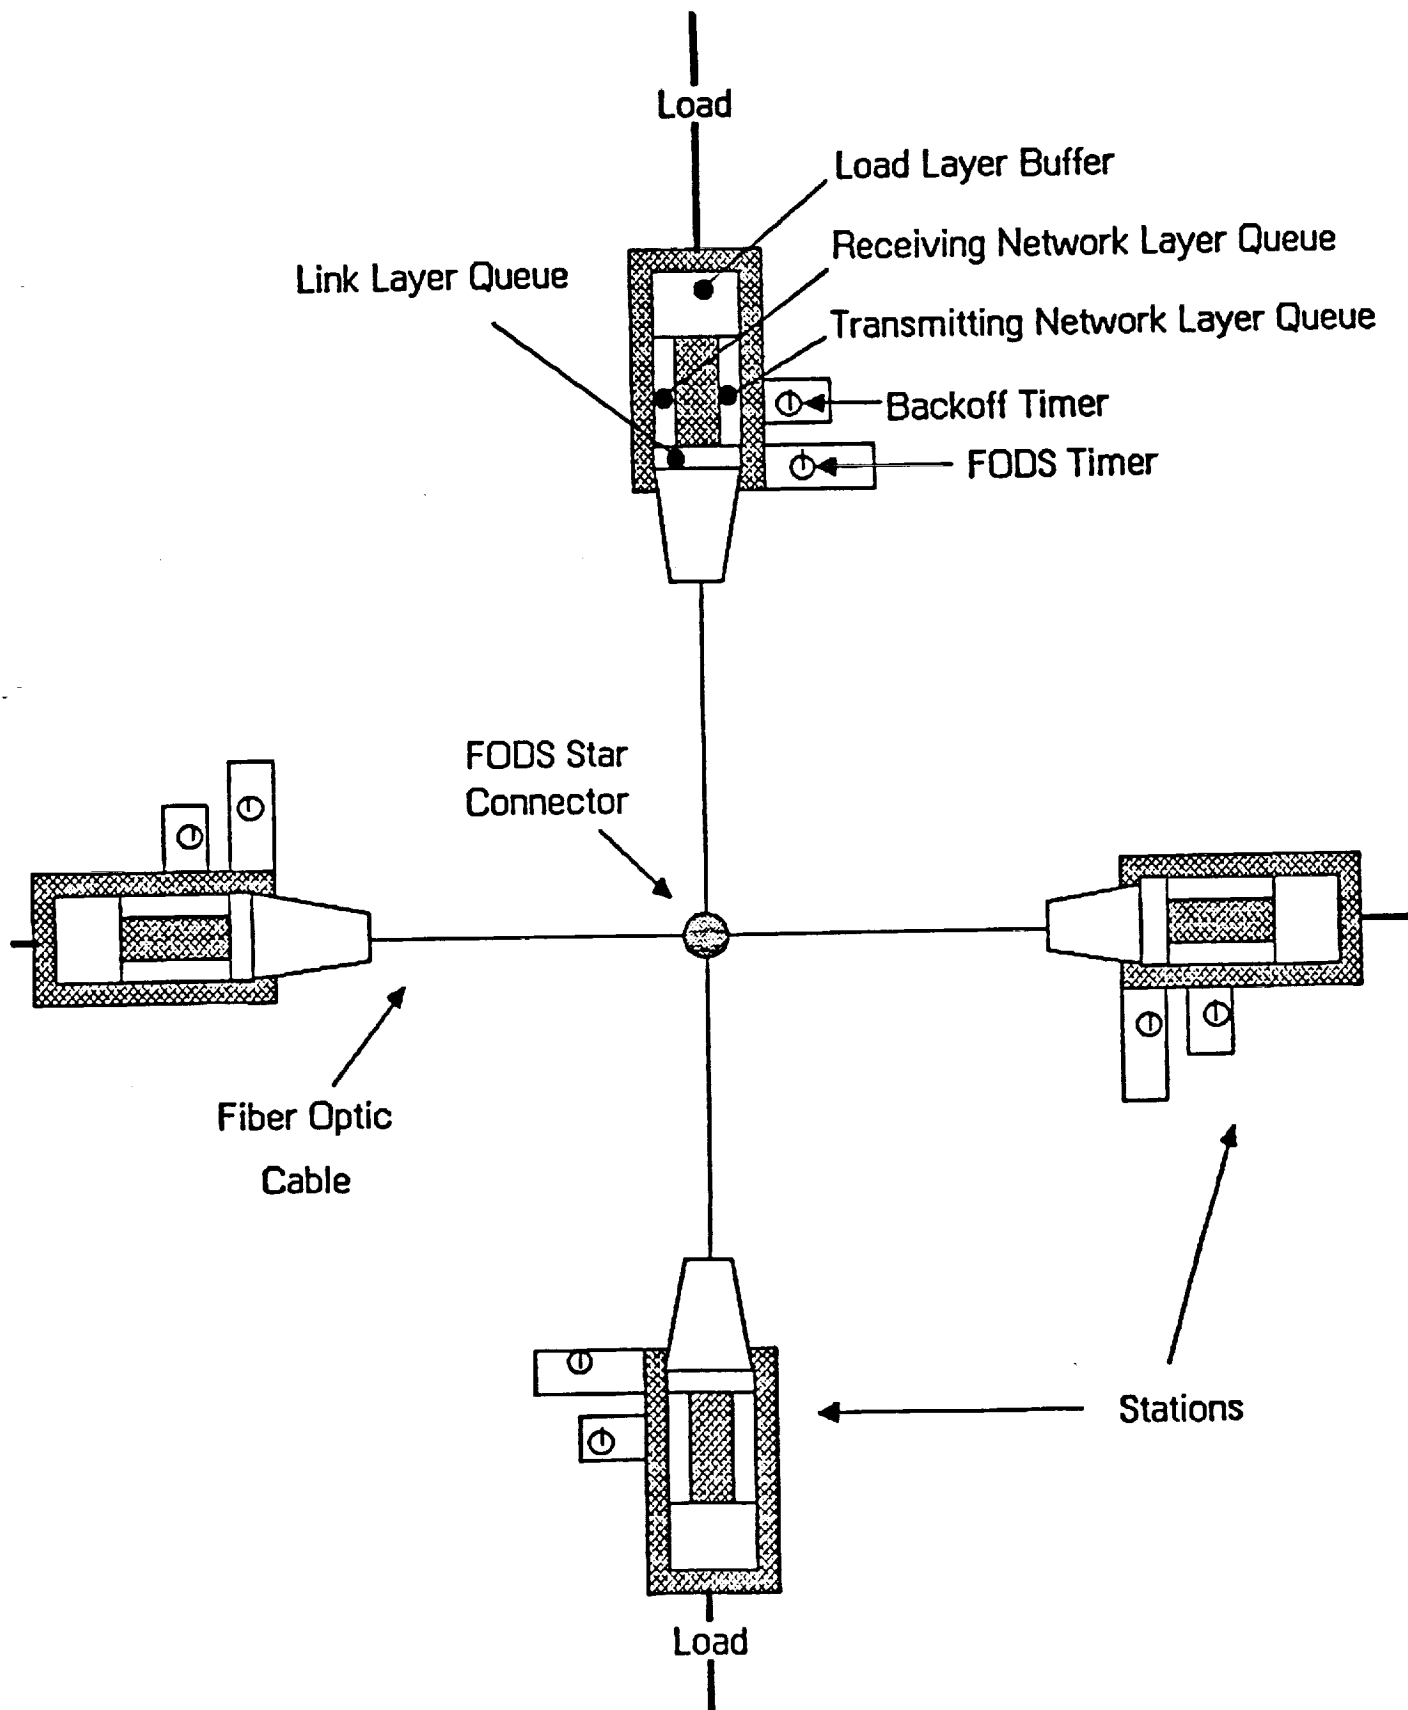 Load
Load Layer Buffer
Receiving Network Layer Queue
Link Layer Queue
Transmitting Network Layer Queue
Backoff Timer
FODS Timer
FODS Star
Connector
Fiber Optic
Cable
Stations
Load